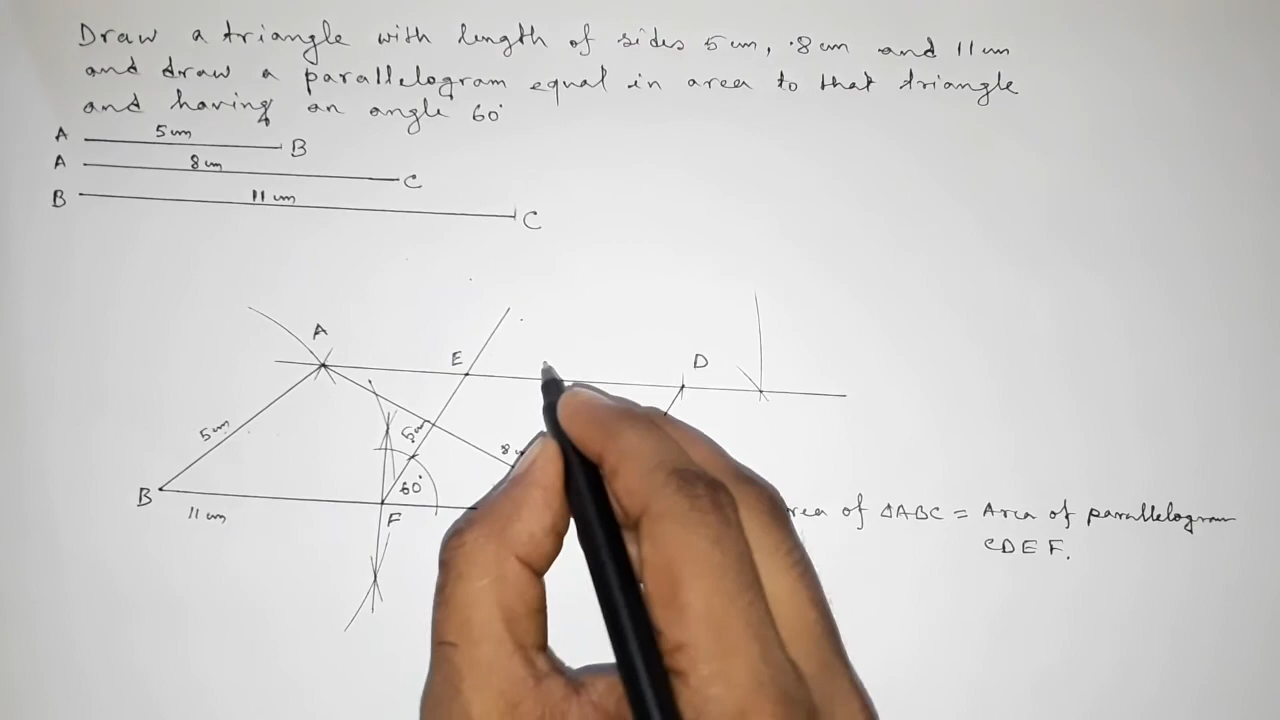 Draw a triangle with length of sides 5 cm, 8 cm and 11 cm
and draw a parallelogram equal in area to that triangle
and having an angle 60°
A 5 cm B
A 8 cm C
B 11 cm C
A
E
D
5 cm
5 cm
8
60°
B
11 cm
F
rea of ΔABC = Area of parallelogram
CDEF.